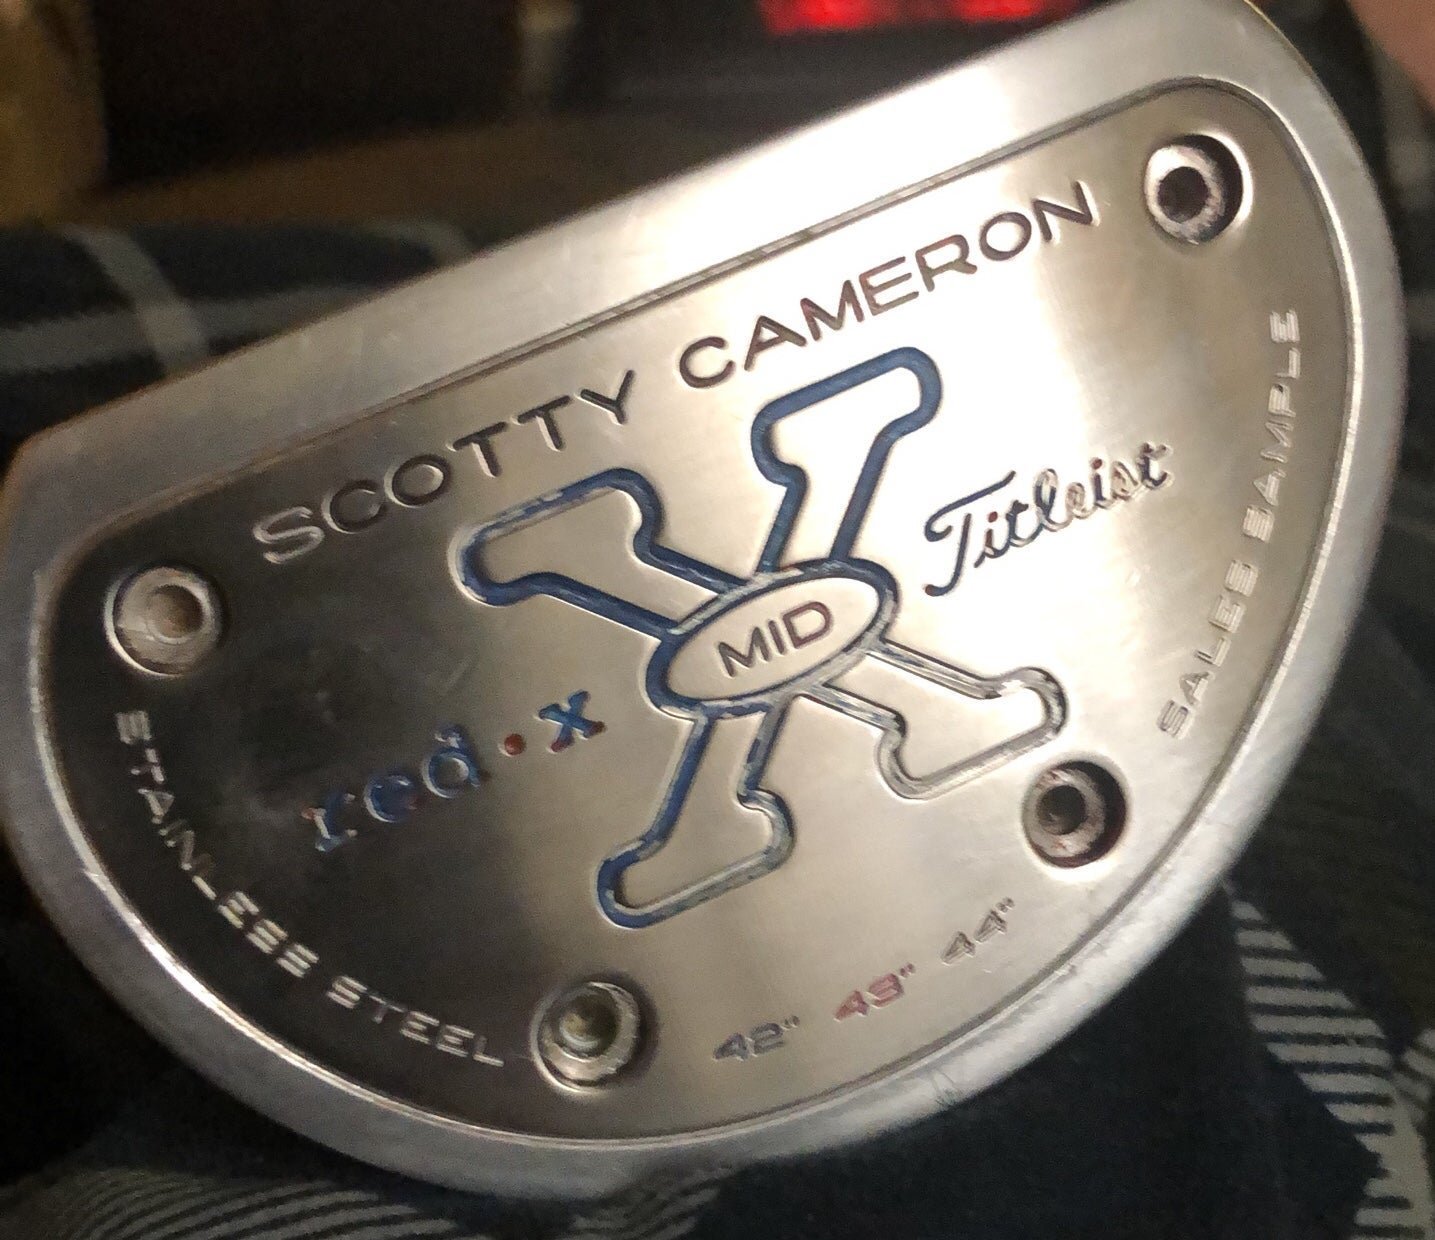 SCOTTY CAMERON
MID
Titleist
red·x
SALES SAMPLE
STAINLESS STEEL
42" 43" 44"